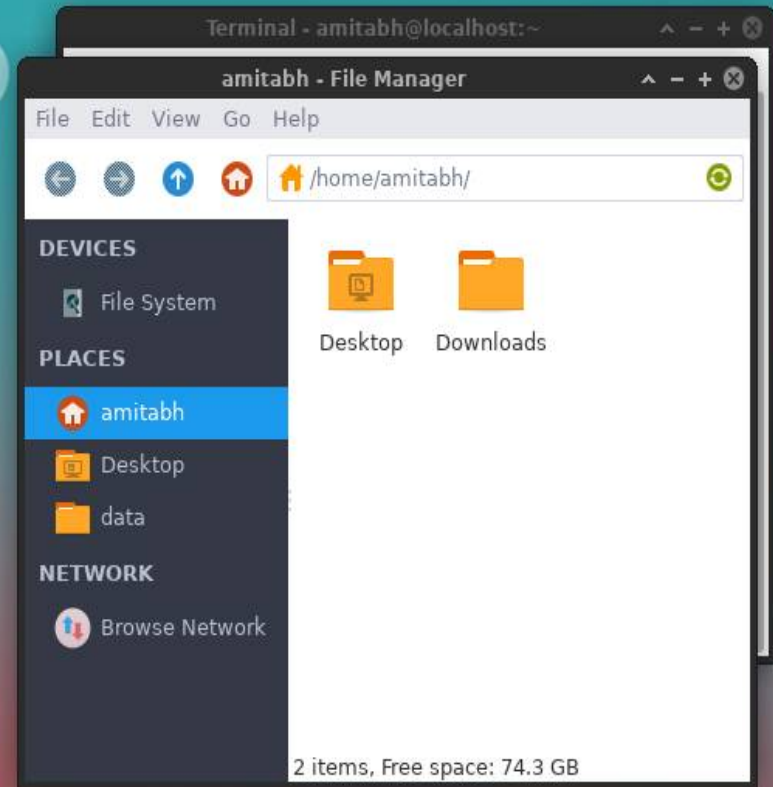 Terminal - amitabh@localhost:~
amitabh - File Manager
File Edit View Go Help
/home/amitabh/
DEVICES
File System
PLACES
amitabh
Desktop
data
NETWORK
Browse Network
Desktop Downloads
2 items, Free space: 74.3 GB